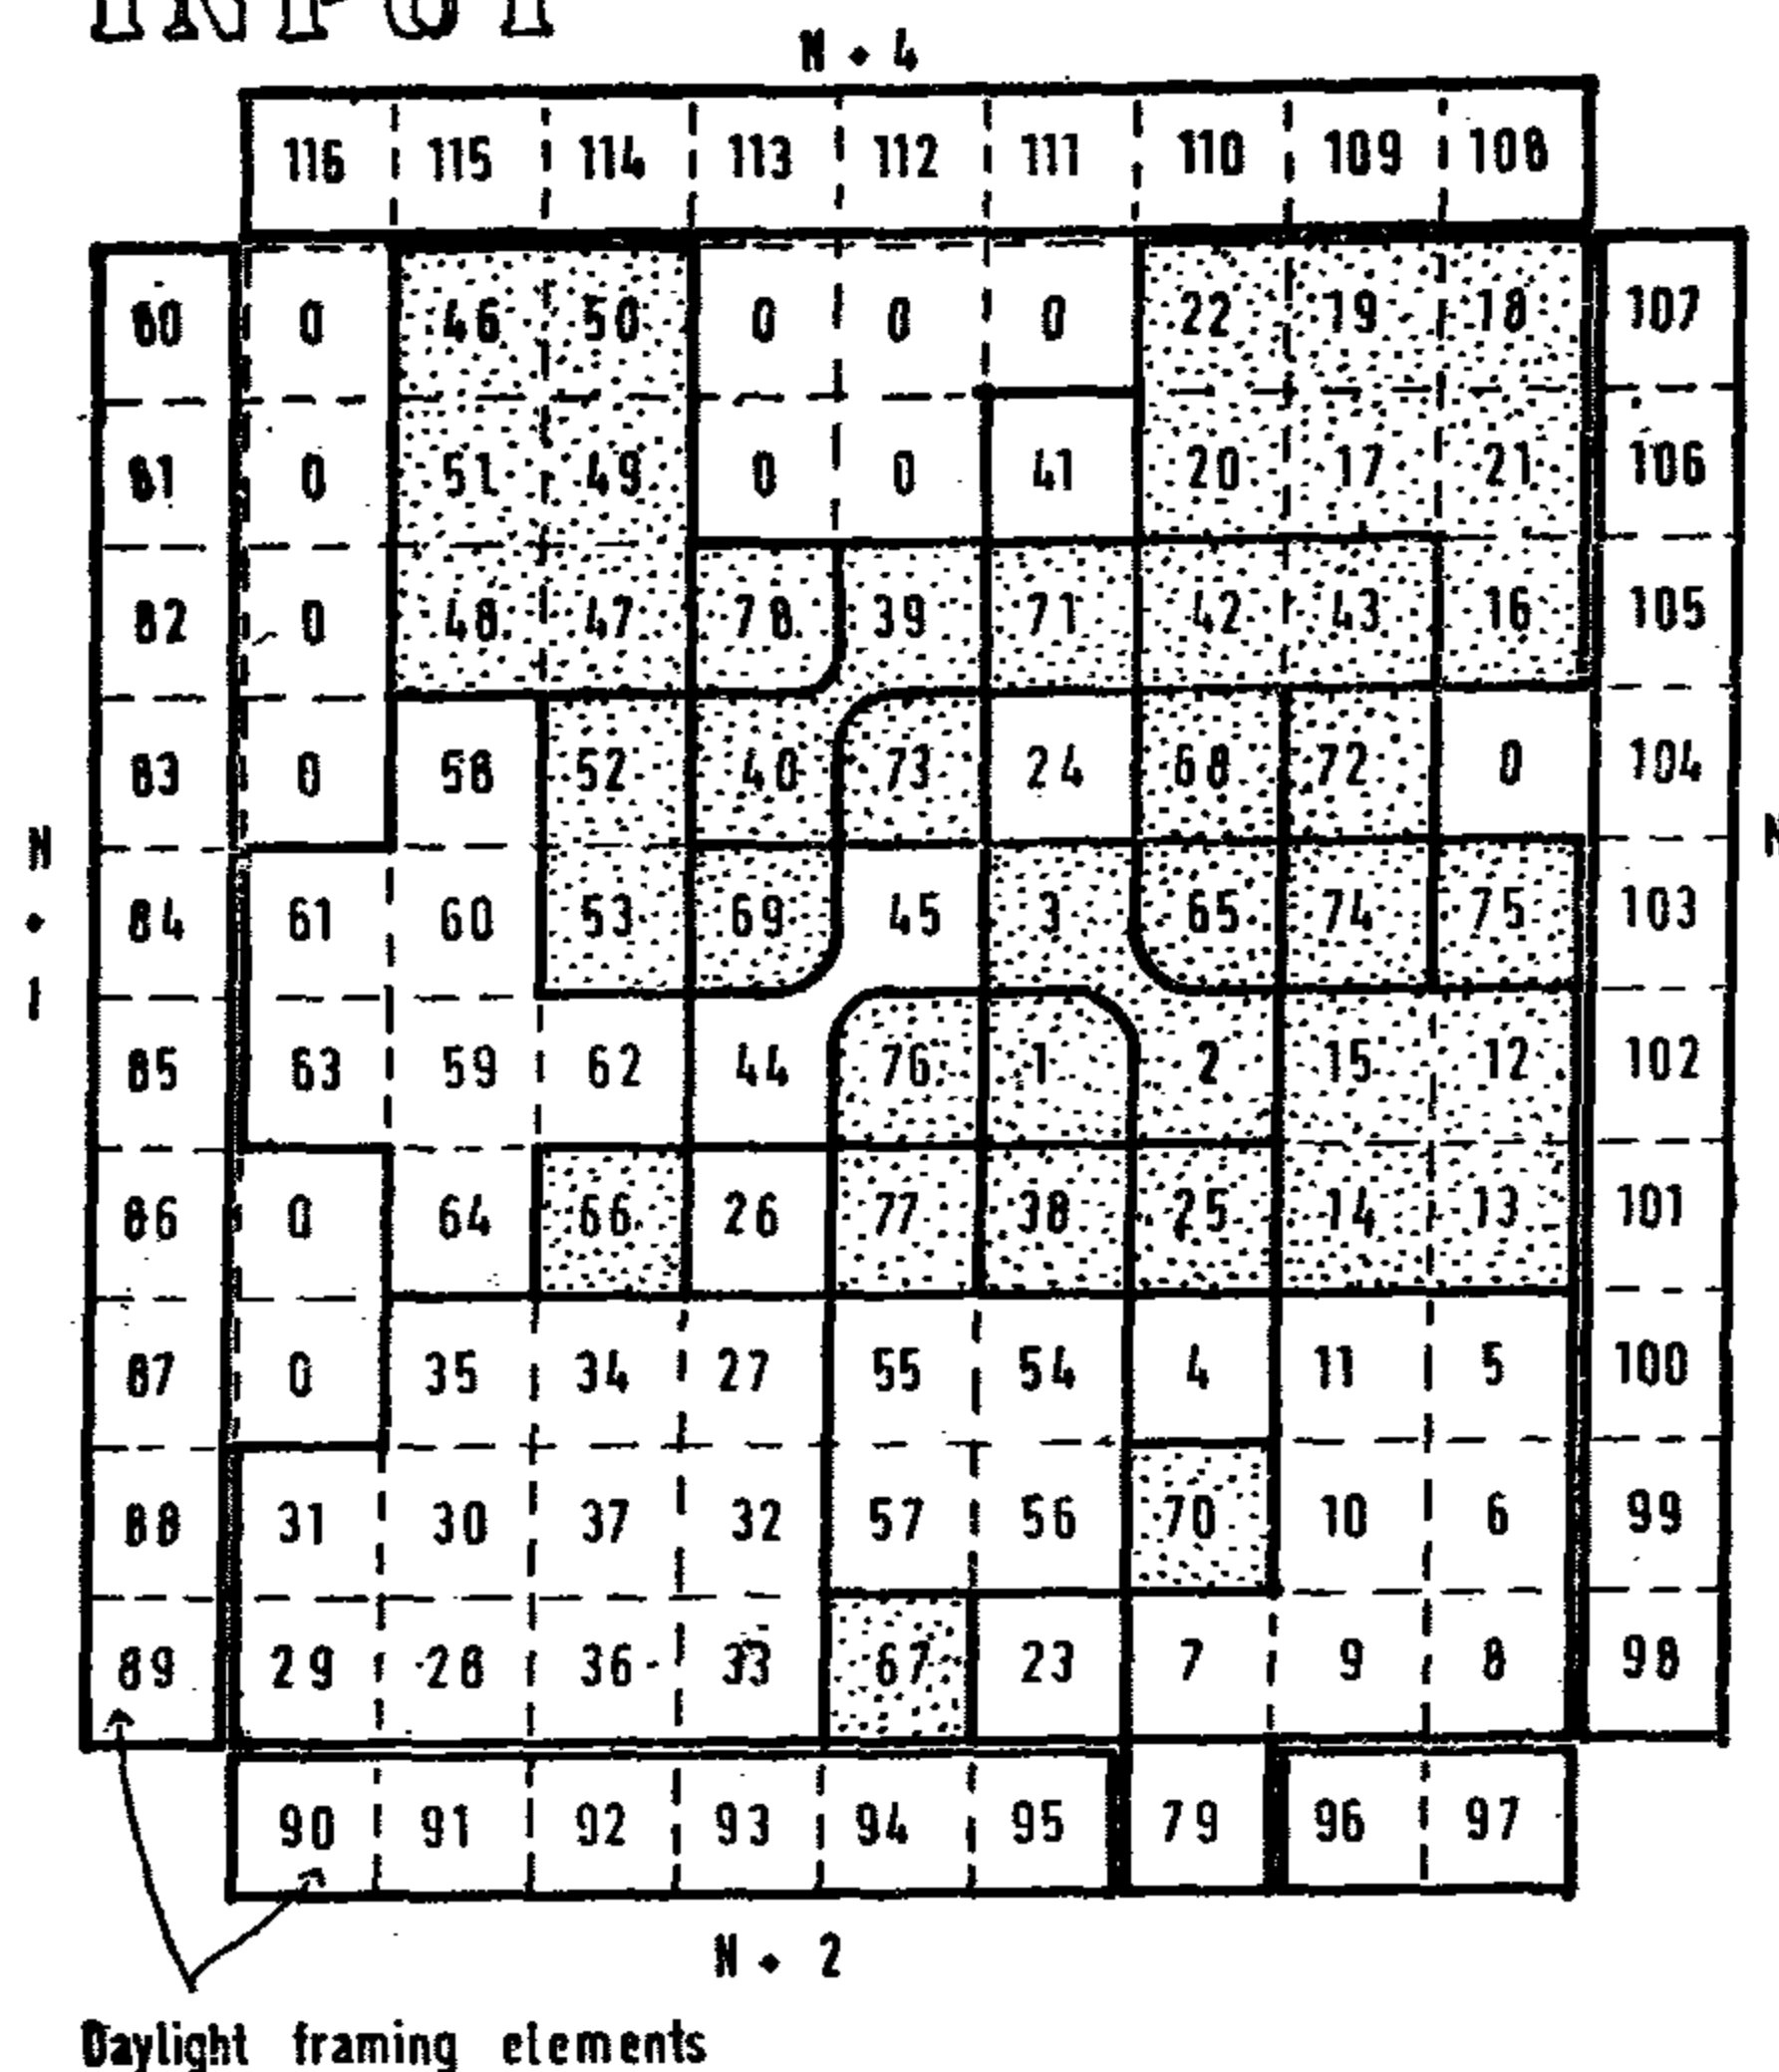 INPUT
N + 4
116 115 114 113 112 111 110 109 108
80 0 46 50 0 0 0 22 19 18 107
81 0 51 49 0 0 41 20 17 21 106
82 0 48 47 78 39 71 42 43 16 105
83 0 58 52 40 73 24 68 72 0 104
N + 1
N
84 61 60 53 69 45 3 65 74 75 103
85 63 59 62 44 76 1 2 15 12 102
86 0 64 66 26 77 38 25 14 13 101
87 0 35 34 27 55 54 4 11 5 100
88 31 30 37 32 57 56 70 10 6 99
89 29 28 36 33 67 23 7 9 8 98
90 91 92 93 94 95 79 96 97
N + 2
Daylight framing elements